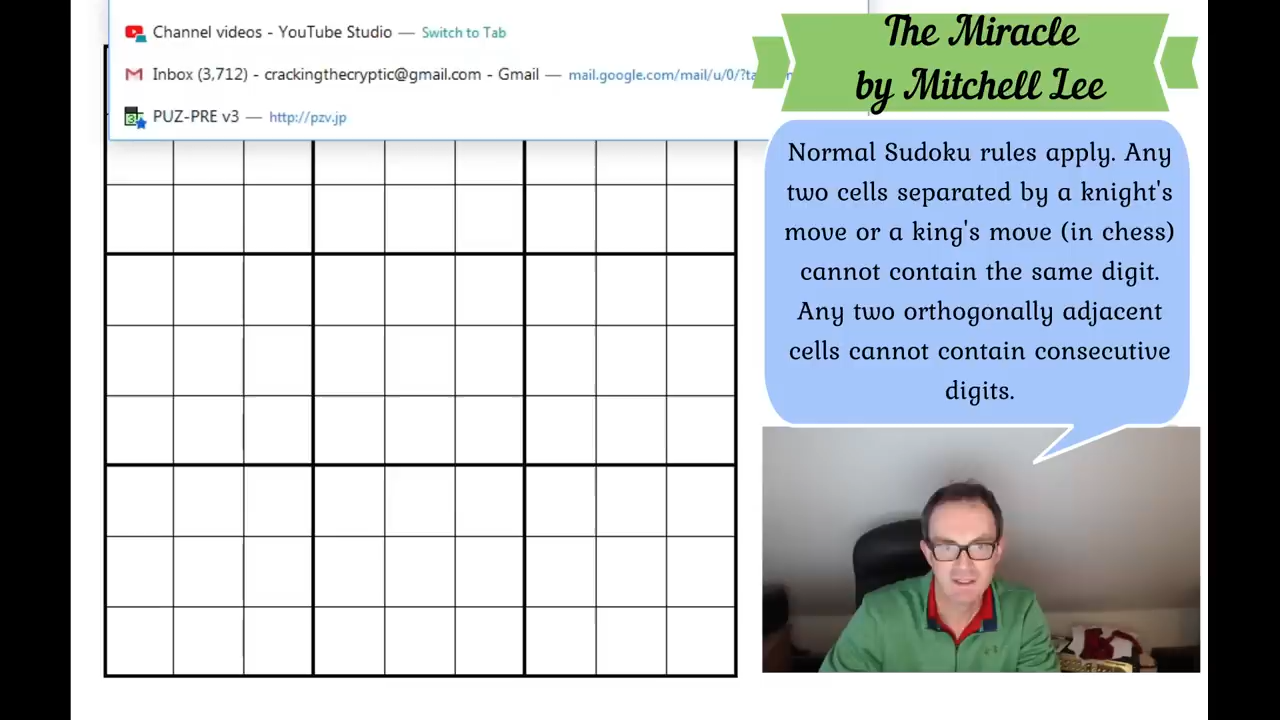 Channel videos - YouTube Studio — Switch to Tab
Inbox (3,712) - crackingthecryptic@gmail.com - Gmail — mail.google.com/mail/u/0/?ta
PUZ-PRE v3 — http://pzv.jp
The Miracle
by Mitchell Lee
Normal Sudoku rules apply. Any
two cells separated by a knight's
move or a king's move (in chess)
cannot contain the same digit.
Any two orthogonally adjacent
cells cannot contain consecutive
digits.